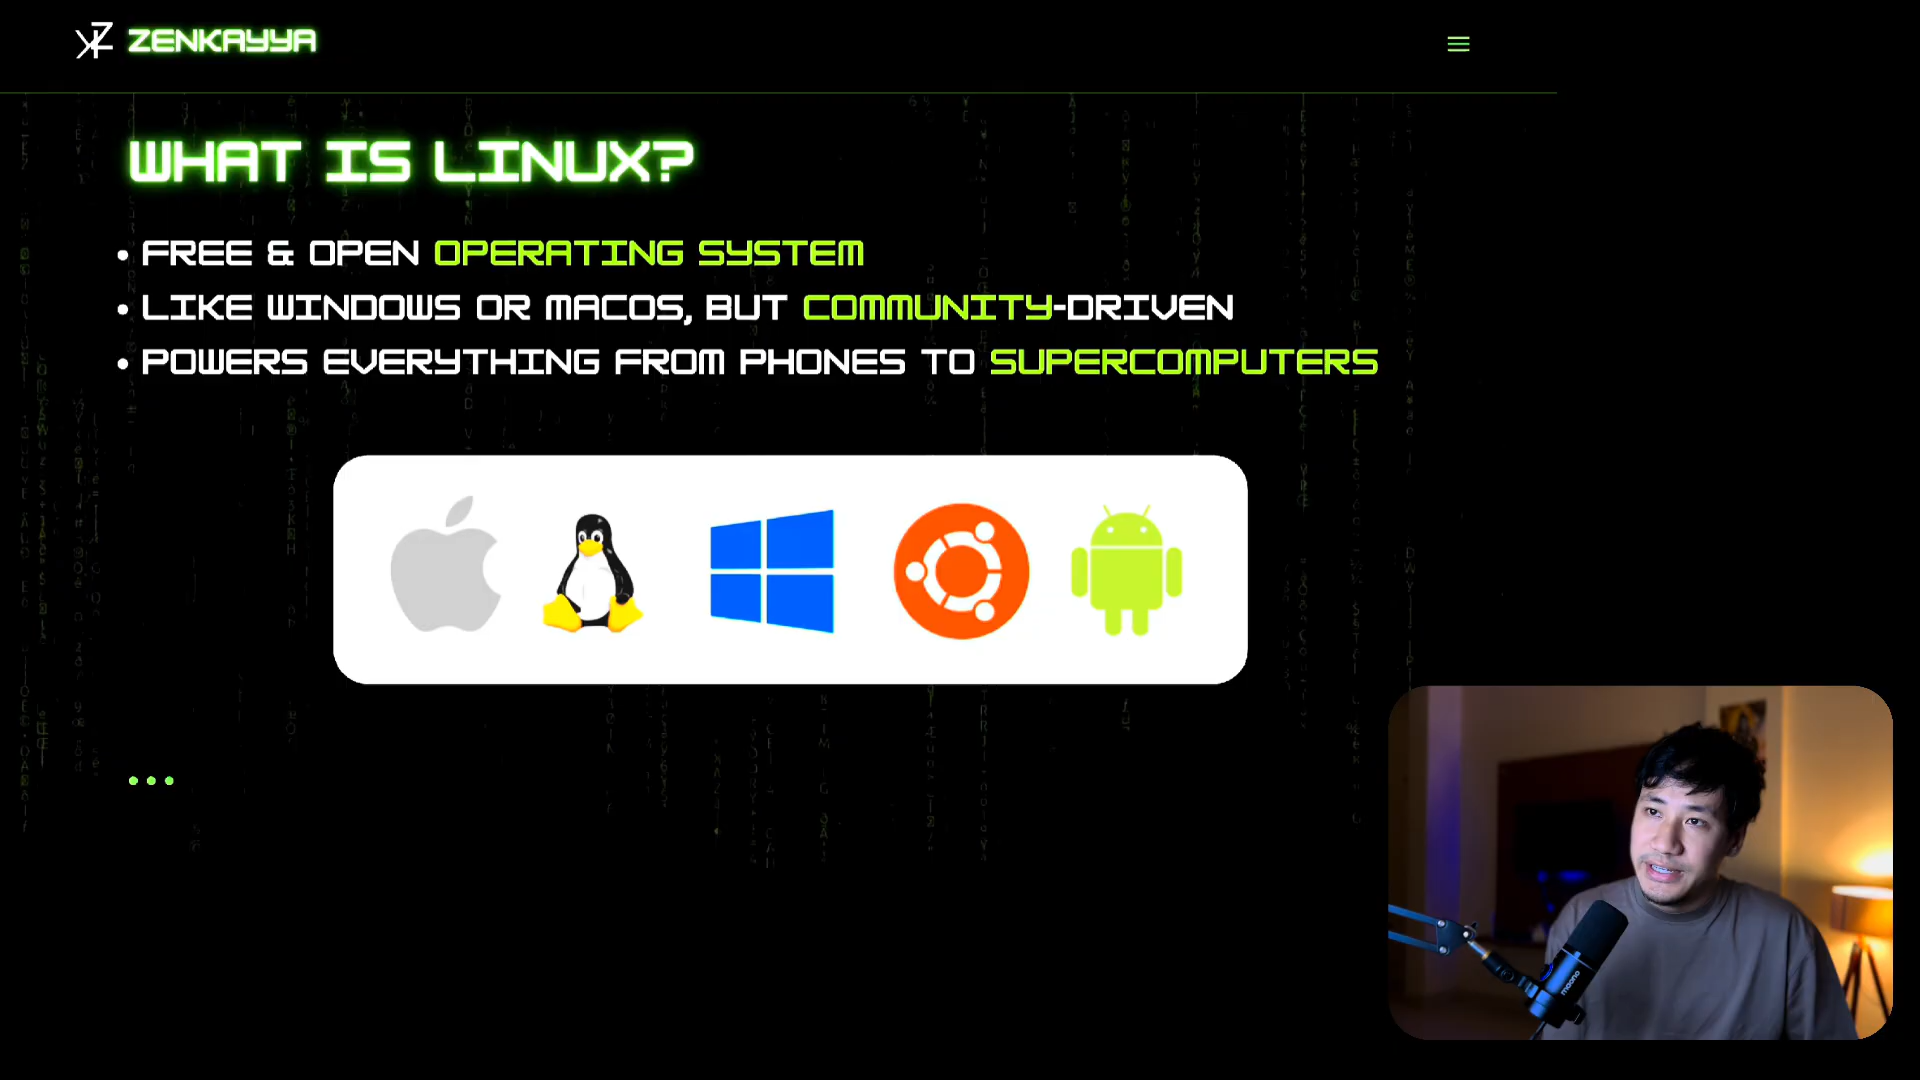 ZENKAYYA
WHAT IS LINUX?
• FREE & OPEN OPERATING SYSTEM
• LIKE WINDOWS OR MACOS, BUT COMMUNITY-DRIVEN
• POWERS EVERYTHING FROM PHONES TO SUPERCOMPUTERS
maono